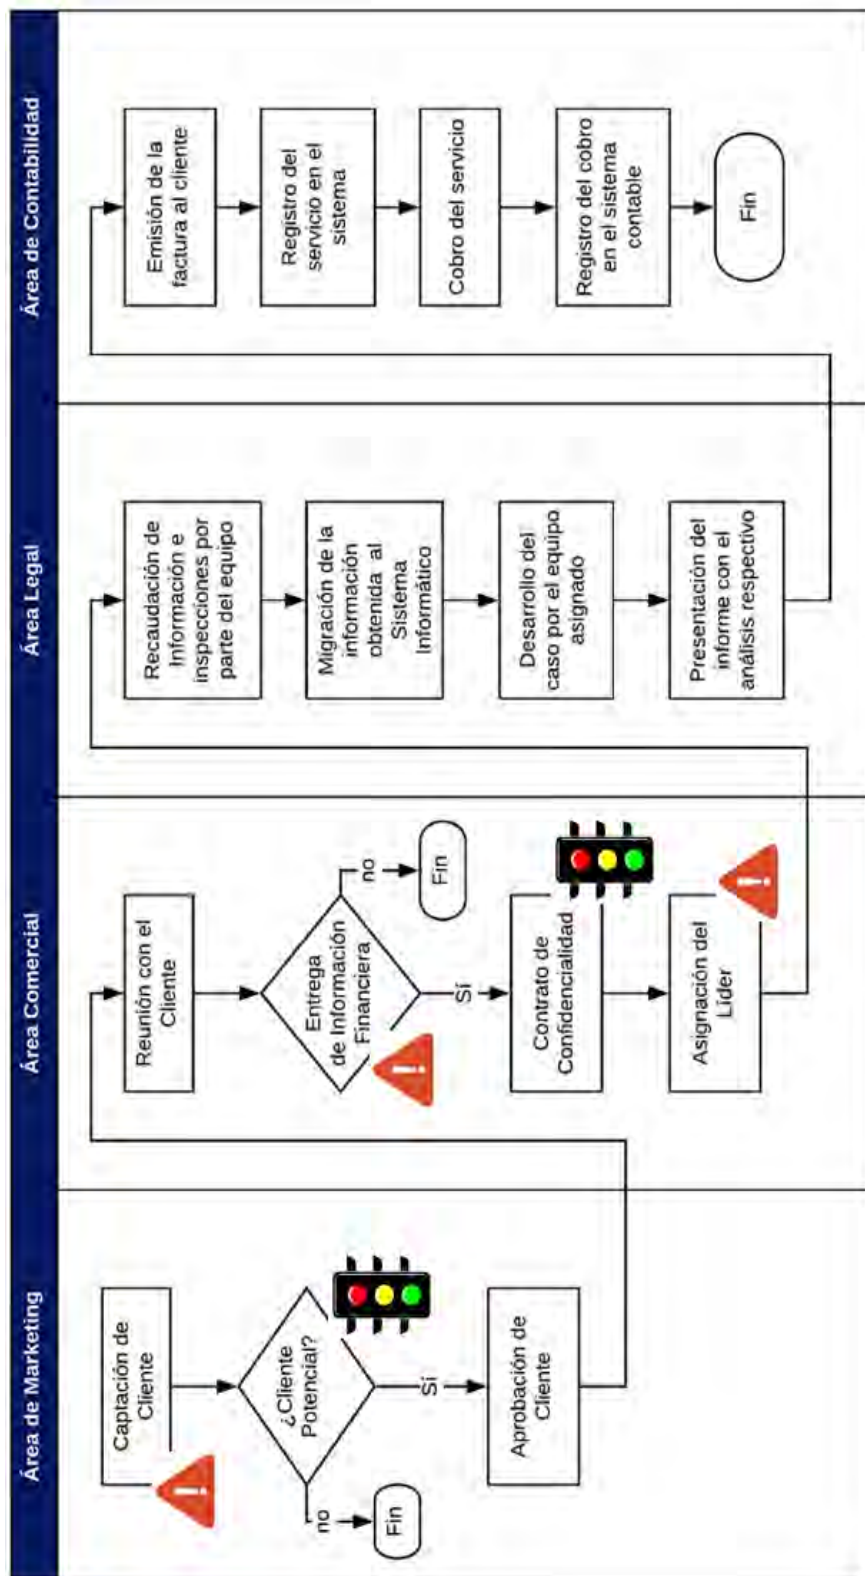 Área de Marketing
Captación de
Cliente
¿Cliente
Potencial?
no
Fin
Sí
Aprobación de
Cliente
Área Comercial
Reunión con el
Cliente
Entrega
de Información
Financiera
no
Fin
Sí
Contrato de
Confidencialidad
Asignación del
Líder
Área Legal
Recaudación de
Información e
inspecciones por
parte del equipo
Migración de la
información
obtenida al
Sistema
Informático
Desarrollo del
caso por el equipo
asignado
Presentación del
informe con el
análisis respectivo
Área de Contabilidad
Emisión de la
factura al cliente
Registro del
servicio en el
sistema
Cobro del servicio
Registro del cobro
en el sistema
contable
Fin